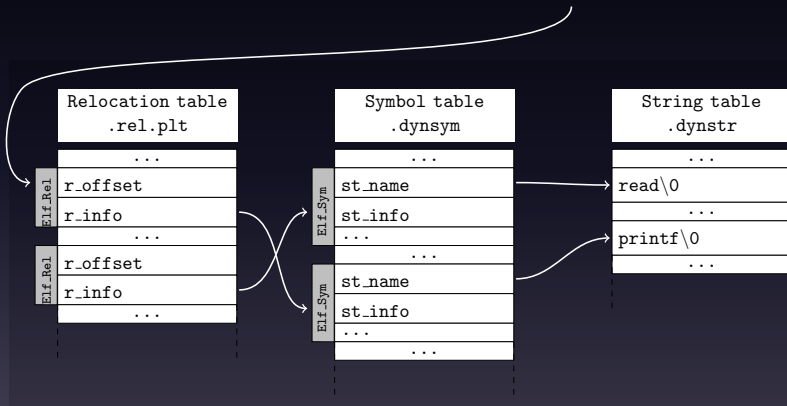 Relocation table
.rel.plt
...
Elf_Rel
r_offset
r_info
...
Elf_Rel
r_offset
r_info
...
Symbol table
.dynsym
...
Elf_Sym
st_name
st_info
...
...
Elf_Sym
st_name
st_info
...
...
String table
.dynstr
...
read\0
...
printf\0
...